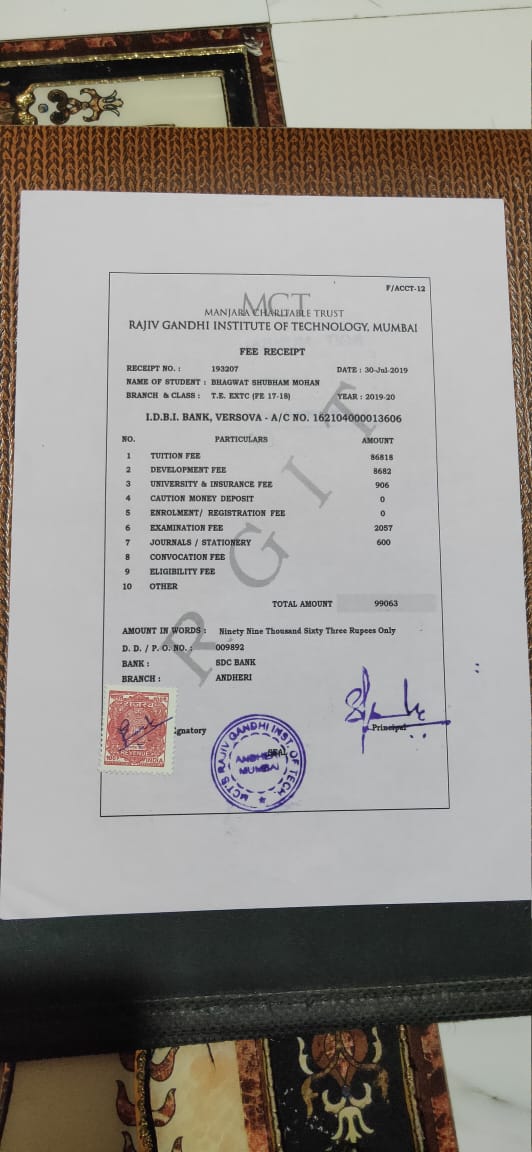 F/ACCT-12
MCT
MANJARA CHARITABLE TRUST
RAJIV GANDHI INSTITUTE OF TECHNOLOGY, MUMBAI
FEE RECEIPT
RECEIPT NO. : 193207 DATE : 30-Jul-2019
NAME OF STUDENT : BHAGWAT SHUBHAM MOHAN
BRANCH & CLASS : T.E. EXTC (FE 17-18) YEAR : 2019-20
I.D.B.I. BANK, VERSOVA - A/C NO. 162104000013606
NO. PARTICULARS AMOUNT
1 TUITION FEE 86818
2 DEVELOPMENT FEE 8682
3 UNIVERSITY & INSURANCE FEE 906
4 CAUTION MONEY DEPOSIT 0
5 ENROLMENT/ REGISTRATION FEE 0
6 EXAMINATION FEE 2057
7 JOURNALS / STATIONERY 600
8 CONVOCATION FEE
9 ELIGIBILITY FEE
10 OTHER
TOTAL AMOUNT 99063
AMOUNT IN WORDS : Ninety Nine Thousand Sixty Three Rupees Only
D. D. / P. O. NO. : 009892
BANK : SDC BANK
BRANCH : ANDHERI
RGIT
REVENUE
INDIA
gnatory
SEAL
Principal
MCT'S RAJIV GANDHI INST. OF TECH.
ANDHERI
MUMBAI